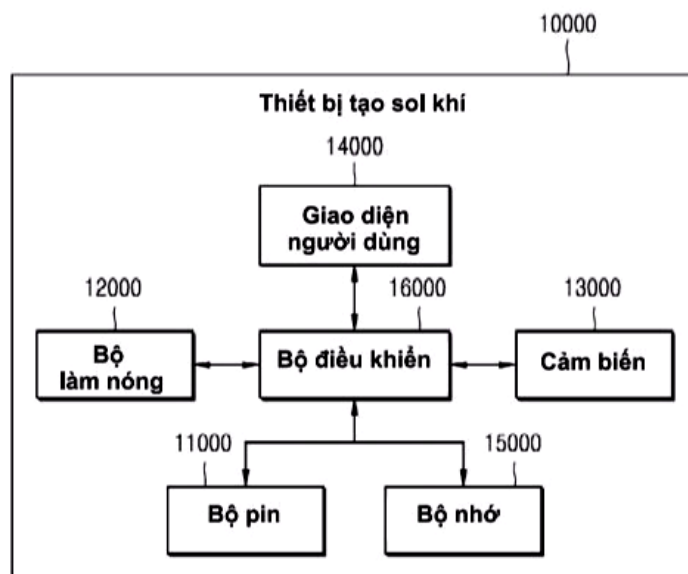 10000
Thiết bị tạo sol khí
14000
Giao diện
người dùng
12000
16000
13000
Bộ
làm nóng
Bộ điều khiển
Cảm biến
11000
15000
Bộ pin
Bộ nhớ